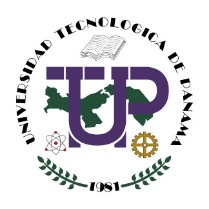 UNIVERSIDAD TECNOLOGICA DE PANAMA
UTP
1981